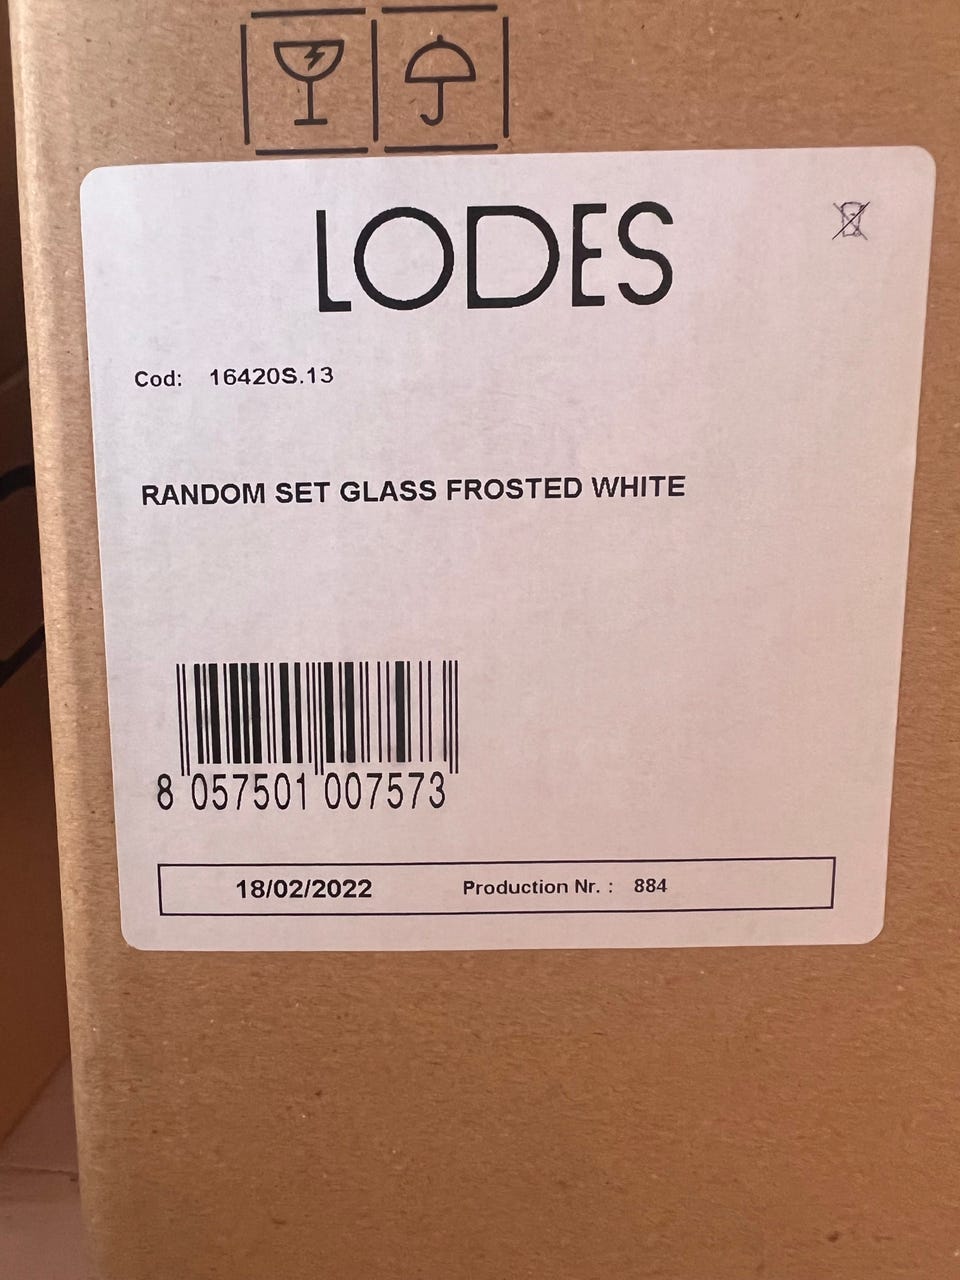 LODES
Cod: 16420S.13
RANDOM SET GLASS FROSTED WHITE
8 057501 007573
18/02/2022 Production Nr. : 884